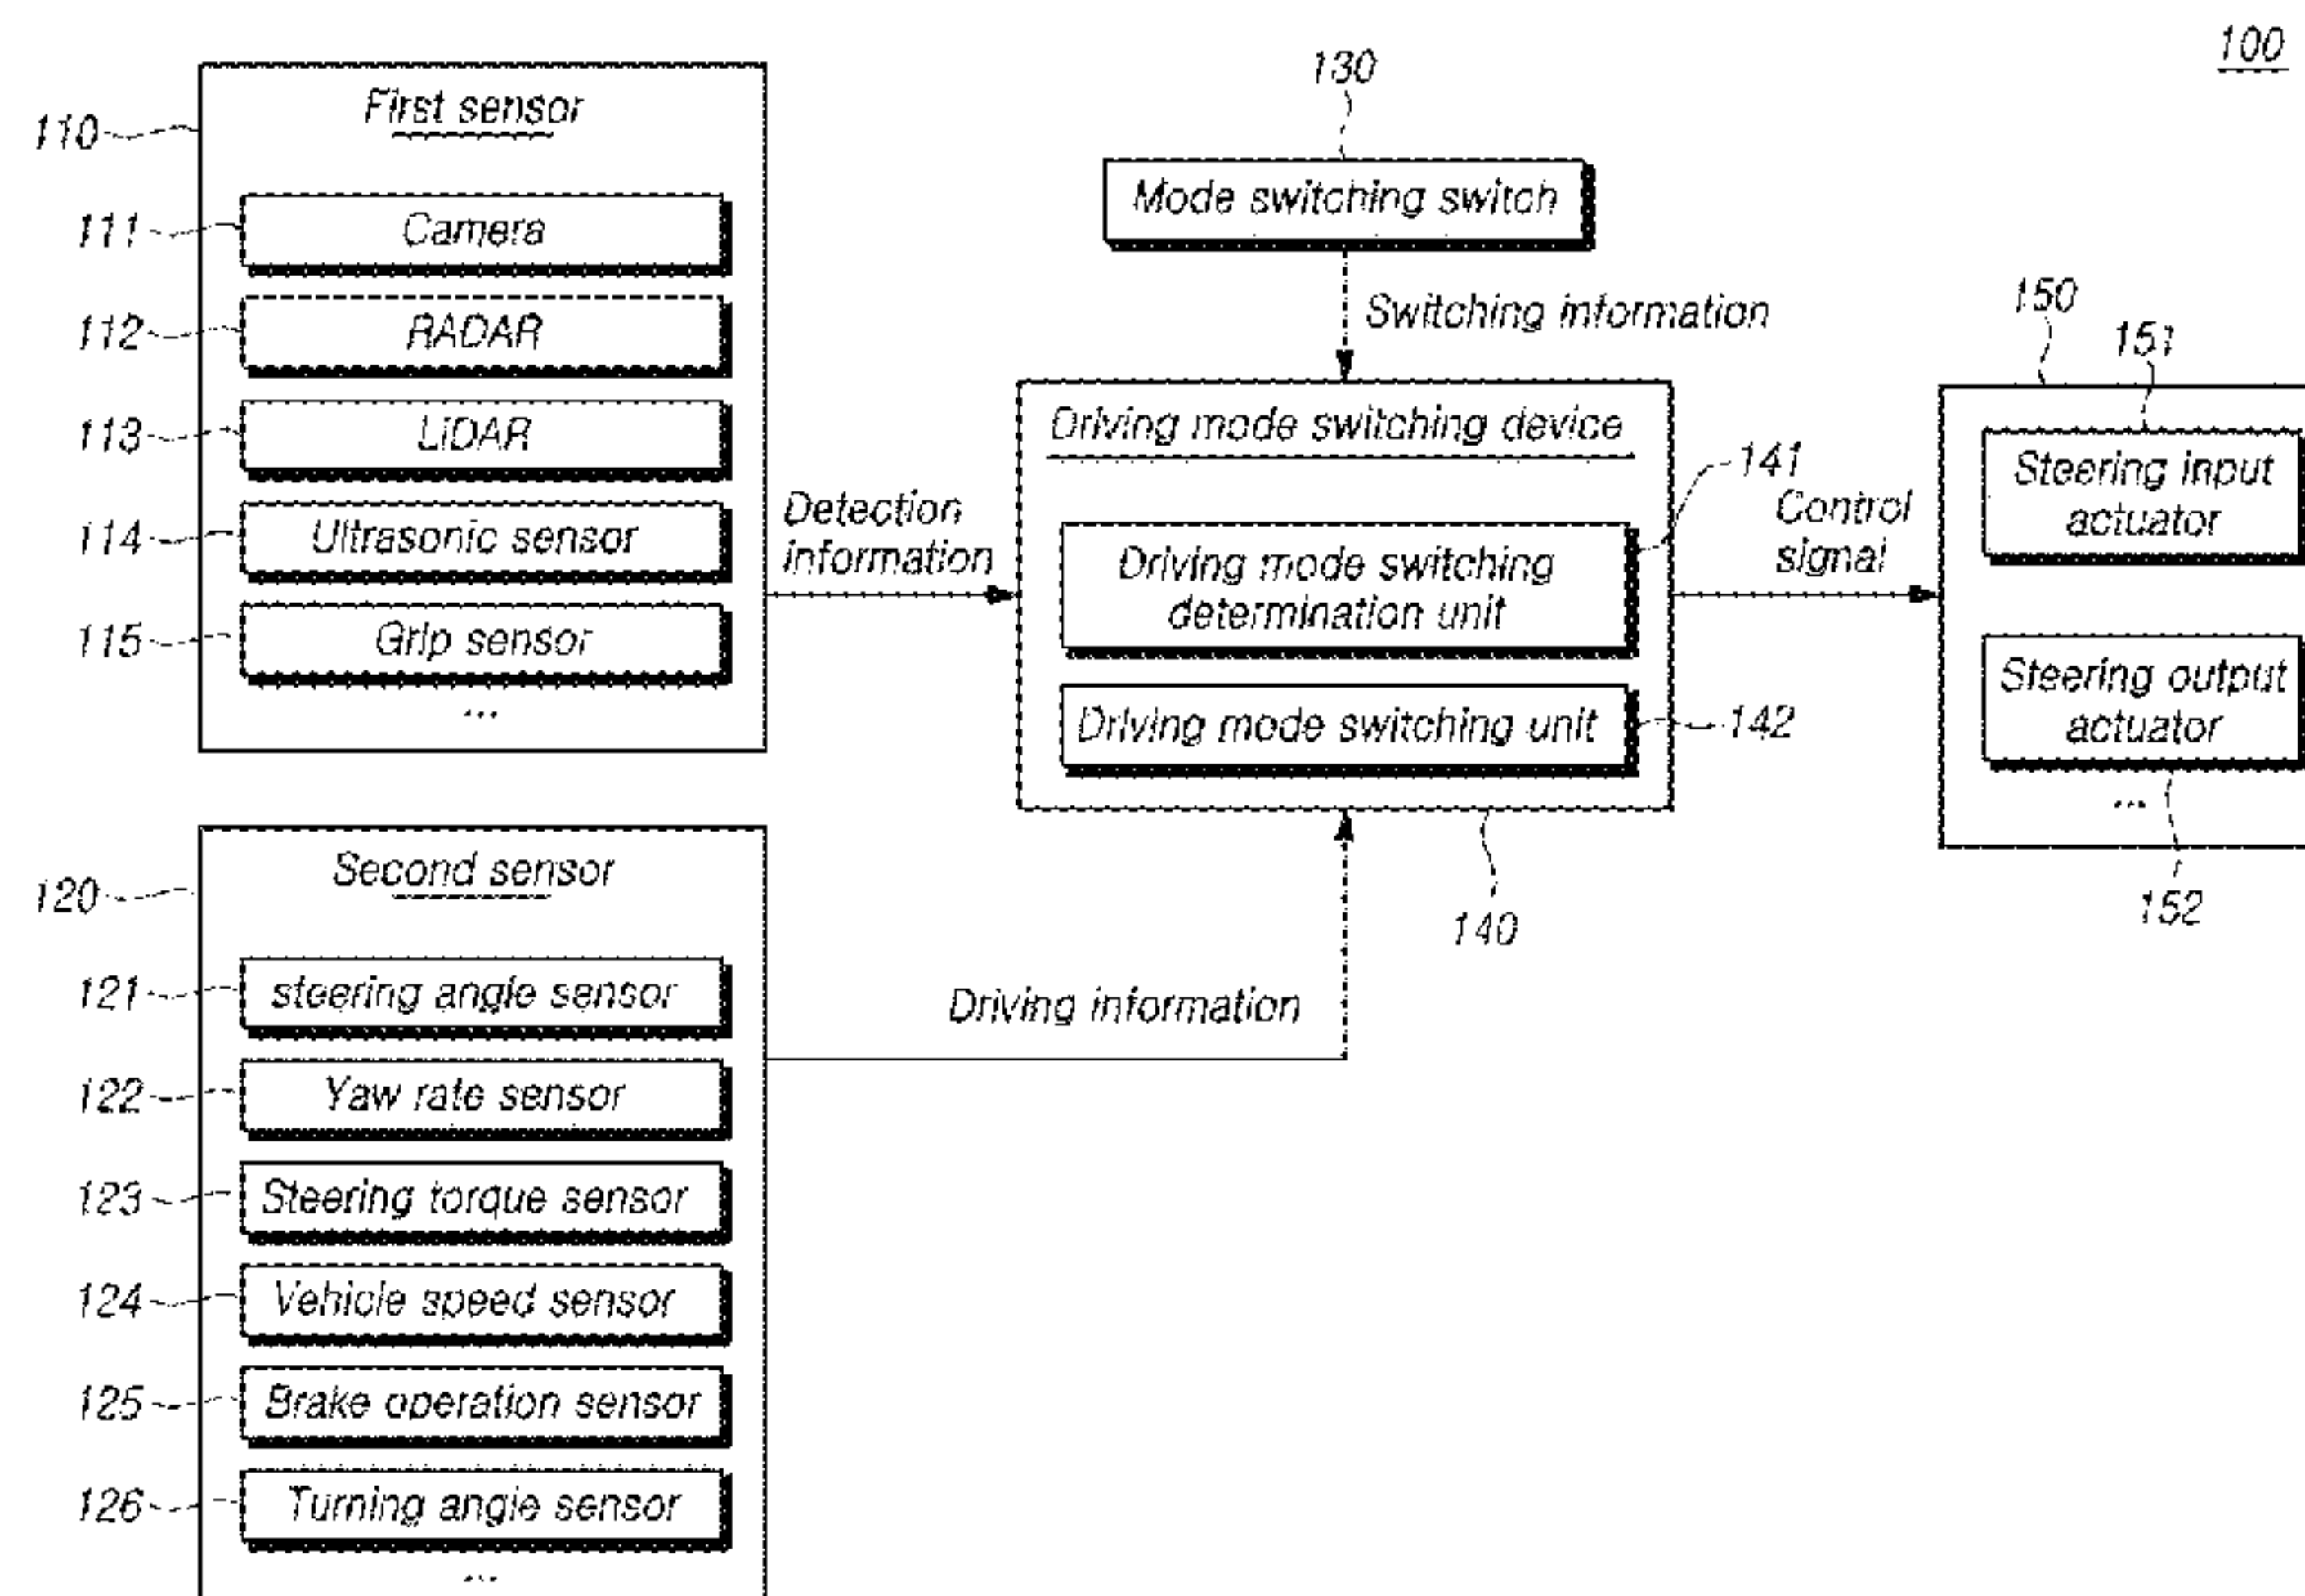 100
110
First sensor
111
Camera
112
RADAR
113
LiDAR
114
Ultrasonic sensor
115
Grip sensor
...
Detection
information
130
Mode switching switch
Switching information
Driving mode switching device
141
Driving mode switching
determination unit
Driving mode switching unit
142
140
Control
signal
150
151
Steering input
actuator
Steering output
actuator
...
152
120
Second sensor
121
steering angle sensor
122
Yaw rate sensor
123
Steering torque sensor
124
Vehicle speed sensor
125
Brake operation sensor
126
Turning angle sensor
...
Driving information